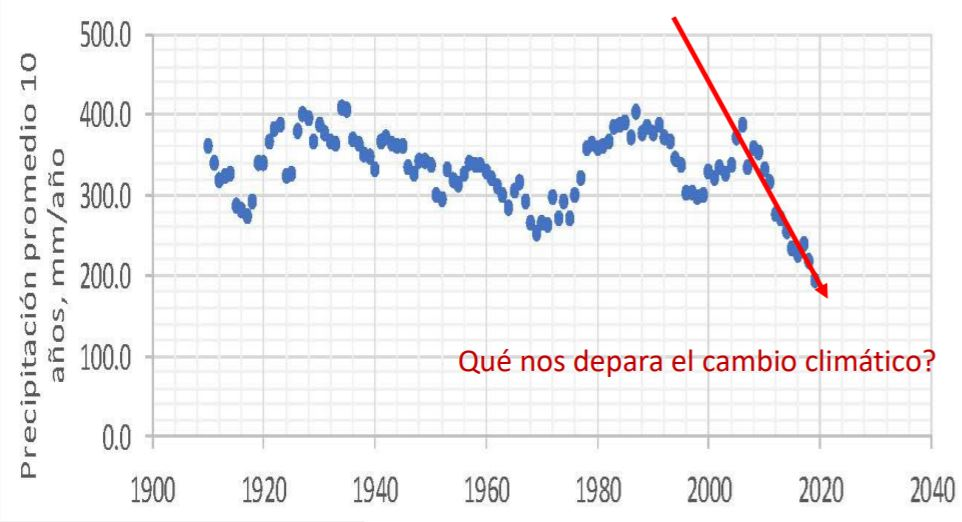 Precipitación promedio 10
años, mm/año
500.0
400.0
300.0
200.0
100.0
0.0
Qué nos depara el cambio climático?
1900 1920 1940 1960 1980 2000 2020 2040